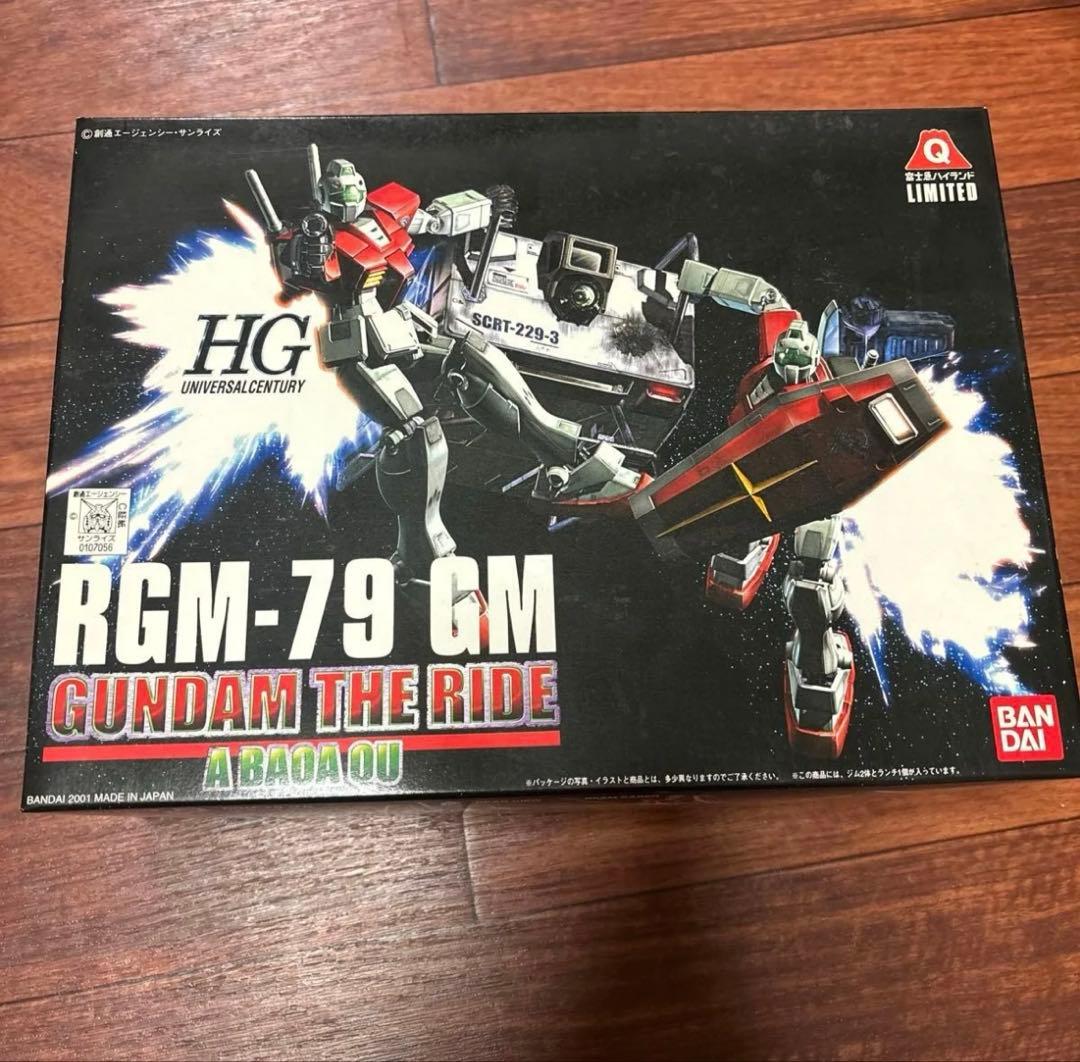 ©創通エージェンシー・サンライズ
Q
富士急ハイランド
LIMITED
HG
UNIVERSALCENTURY
SCRT-229-3
創通エージェンシー
©
証紙
サンライズ
0107056
RGM-79 GM
GUNDAM THE RIDE
A BAOA QU
BAN
DAI
BANDAI 2001 MADE IN JAPAN
※パッケージの写真・イラストと商品とは、多少異なりますのでご了承ください。 ※この商品には、ジム2体とランチ1個が入っています。